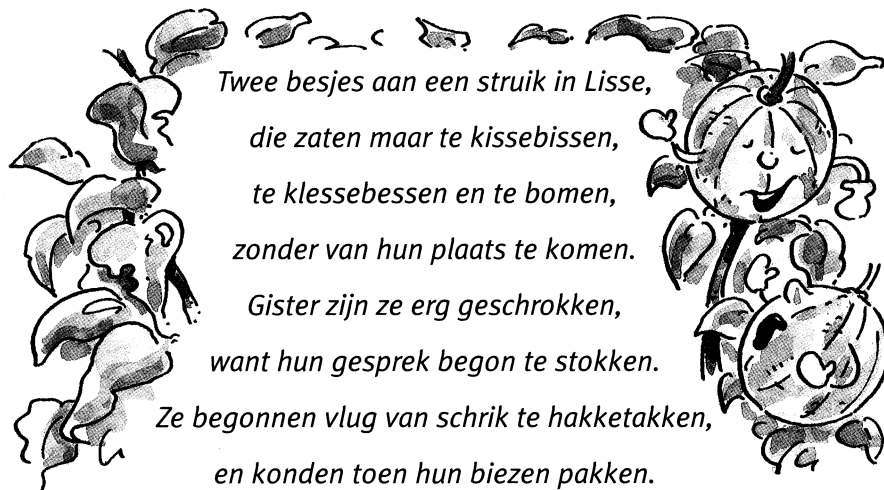 Twee besjes aan een struik in Lisse,
die zaten maar te kissebissen,
te klessebessen en te bomen,
zonder van hun plaats te komen.
Gister zijn ze erg geschrokken,
want hun gesprek begon te stokken.
Ze begonnen vlug van schrik te hakketakken,
en konden toen hun biezen pakken.